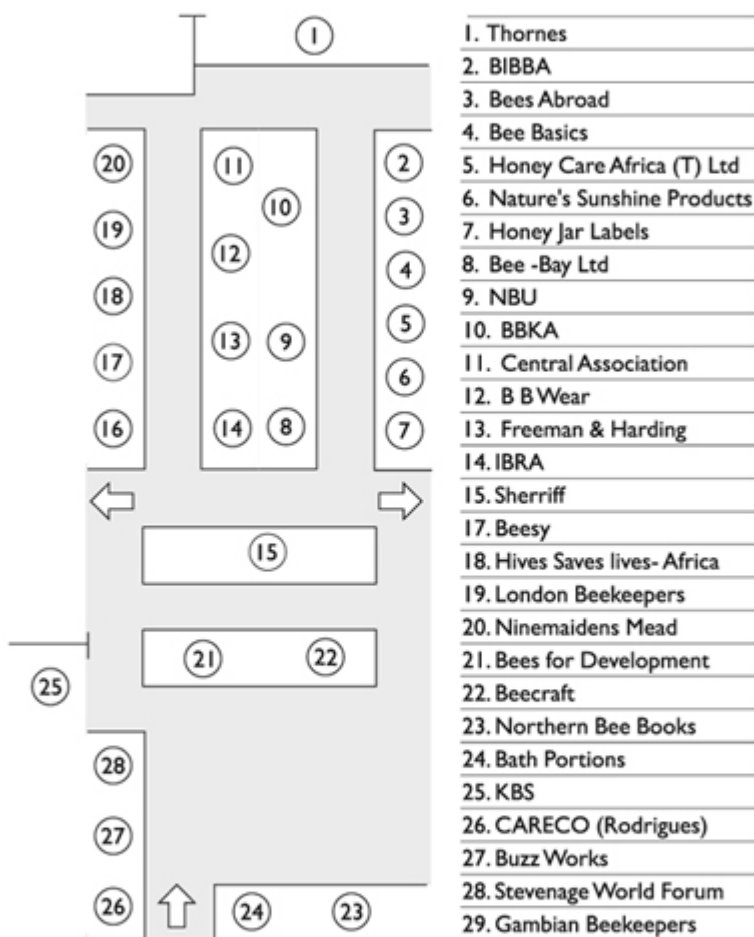 1
20
19
18
17
16
11
10
12
13
9
14
8
2
3
4
5
6
7
15
21
22
25
28
27
26
24
23
1. Thornes
2. BIBBA
3. Bees Abroad
4. Bee Basics
5. Honey Care Africa (T) Ltd
6. Nature's Sunshine Products
7. Honey Jar Labels
8. Bee -Bay Ltd
9. NBU
10. BBKA
11. Central Association
12. B B Wear
13. Freeman & Harding
14. IBRA
15. Sherriff
17. Beesy
18. Hives Saves lives- Africa
19. London Beekeepers
20. Ninemaidens Mead
21. Bees for Development
22. Beecraft
23. Northern Bee Books
24. Bath Portions
25. KBS
26. CARECO (Rodrigues)
27. Buzz Works
28. Stevenage World Forum
29. Gambian Beekeepers